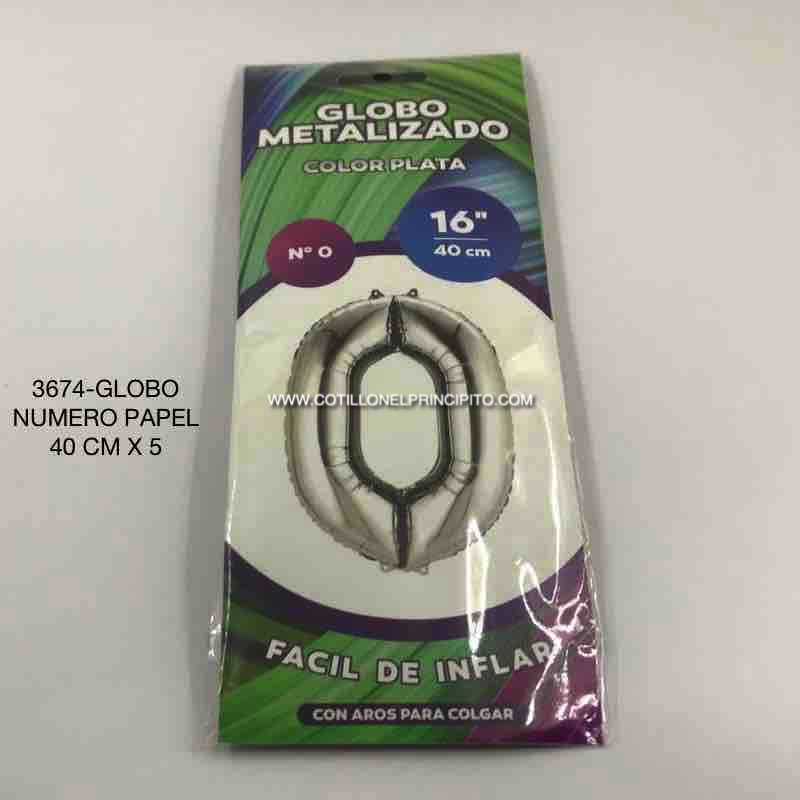 GLOBO
METALIZADO
COLOR PLATA
16"
40 cm
Nº 0
3674-GLOBO
NUMERO PAPEL
40 CM X 5
WWW.COTILLONELPRINCIPITO.COM
FACIL DE INFLAR
CON AROS PARA COLGAR